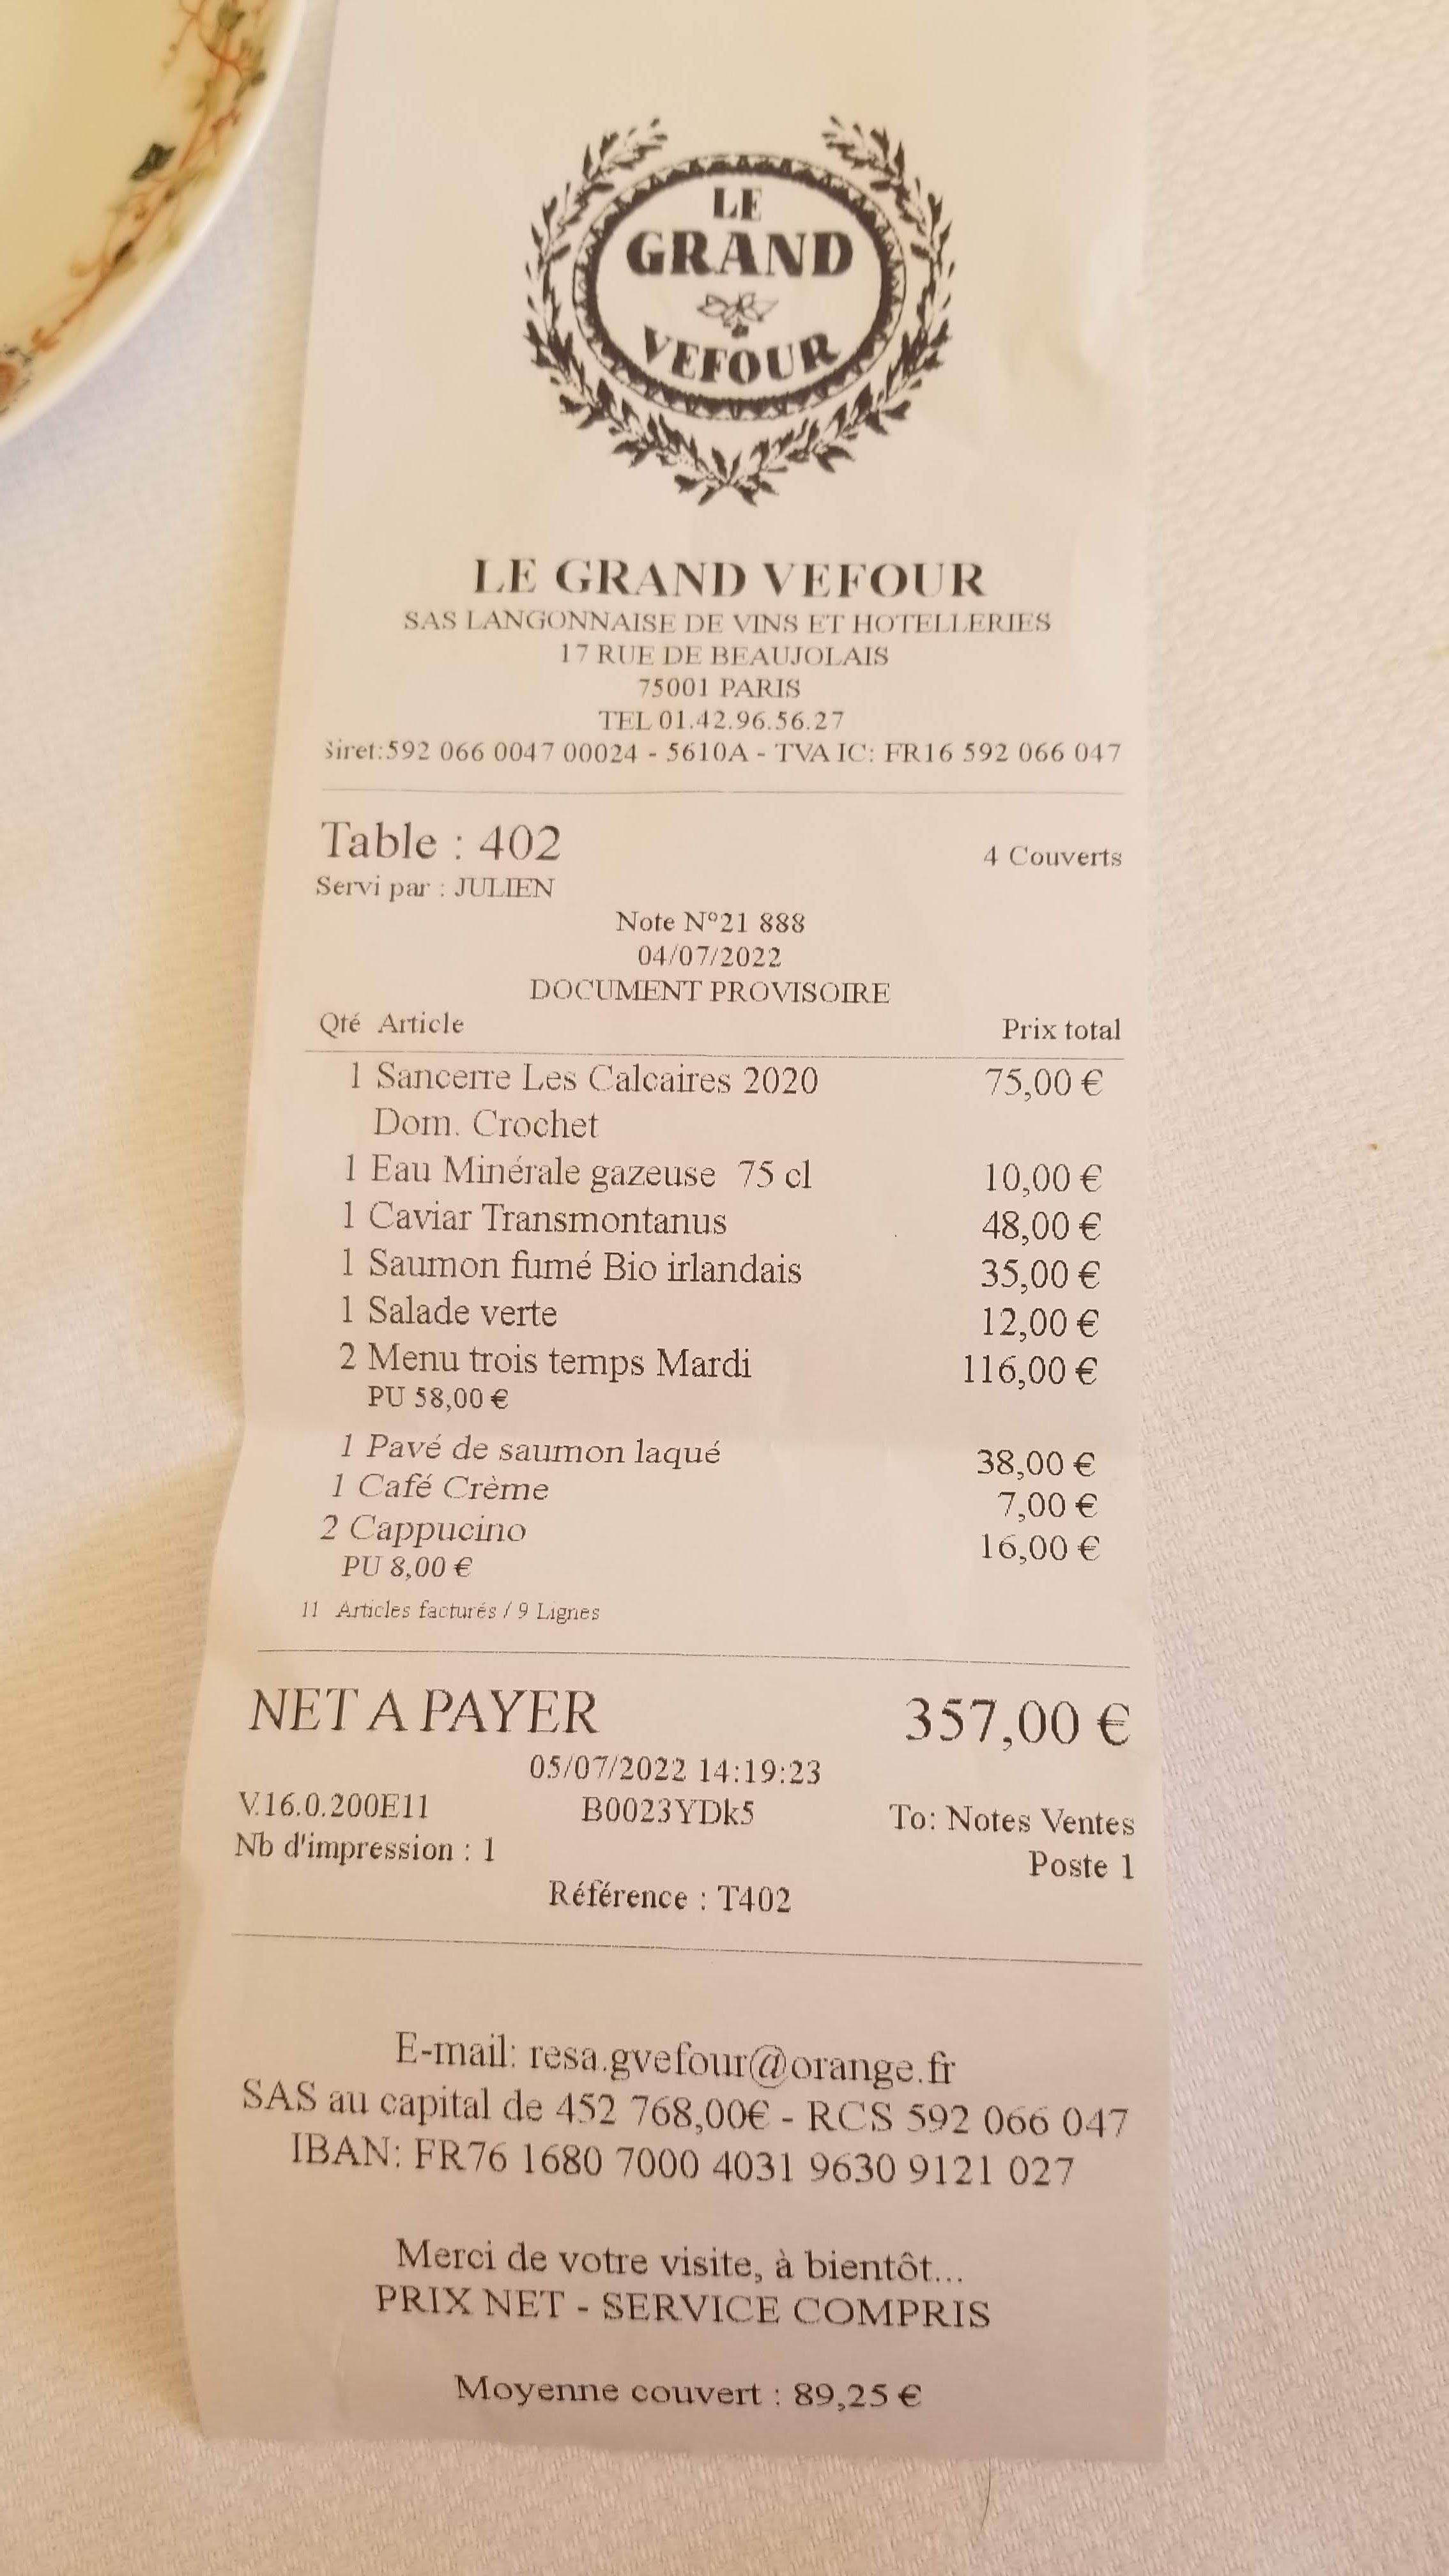 LE
GRAND
VEFOUR
LE GRAND VEFOUR
SAS LANGONNAISE DE VINS ET HOTELLERIES
17 RUE DE BEAUJOLAIS
75001 PARIS
TEL 01.42.96.56.27
Siret:592 066 0047 00024 - 5610A - TVA IC: FR16 592 066 047
Table : 402
4 Couverts
Servi par : JULIEN
Note N°21 888
04/07/2022
DOCUMENT PROVISOIRE
Qté Article Prix total
1 Sancerre Les Calcaires 2020 75,00 €
Dom. Crochet
1 Eau Minérale gazeuse 75 cl 10,00 €
1 Caviar Transmontanus 48,00 €
1 Saumon fumé Bio irlandais 35,00 €
1 Salade verte 12,00 €
2 Menu trois temps Mardi 116,00 €
PU 58,00 €
1 Pavé de saumon laqué 38,00 €
1 Café Crème 7,00 €
2 Cappucino 16,00 €
PU 8,00 €
11 Articles facturés / 9 Lignes
NET A PAYER 357,00 €
05/07/2022 14:19:23
V.16.0.200E11 B0023YDk5 To: Notes Ventes
Nb d'impression : 1 Poste 1
Référence : T402
E-mail: resa.gvefour@orange.fr
SAS au capital de 452 768,00€ - RCS 592 066 047
IBAN: FR76 1680 7000 4031 9630 9121 027
Merci de votre visite, à bientôt...
PRIX NET - SERVICE COMPRIS
Moyenne couvert : 89,25 €